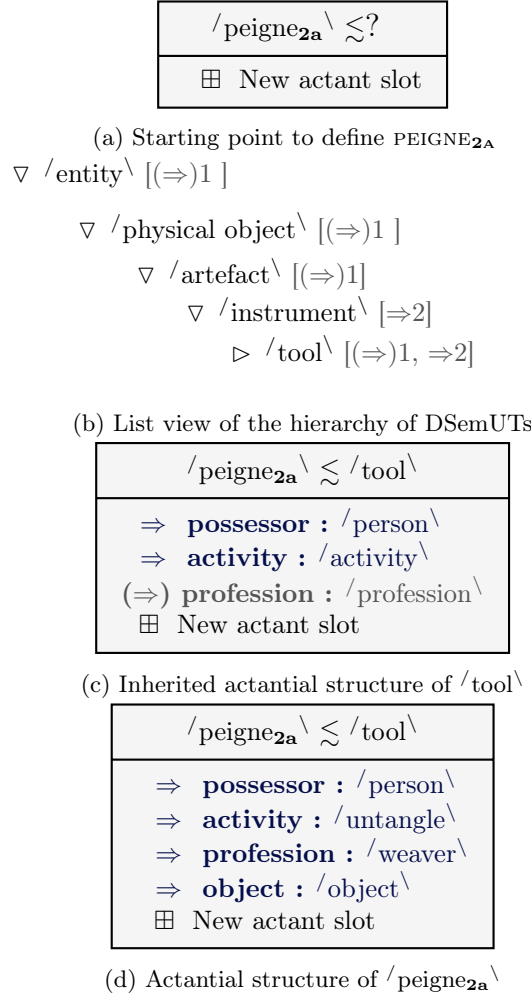 /peigne2a\ ≲?
⊞ New actant slot
(a) Starting point to define PEIGNE2A
▽ /entity\ [(⇒)1 ]
▽ /physical object\ [(⇒)1 ]
▽ /artefact\ [(⇒)1]
▽ /instrument\ [⇒2]
▷ /tool\ [(⇒)1, ⇒2]
(b) List view of the hierarchy of DSemUTs
/peigne2a\ ≲ /tool\
⇒ possessor : /person\
⇒ activity : /activity\
(⇒) profession : /profession\
⊞ New actant slot
(c) Inherited actantial structure of /tool\
/peigne2a\ ≲ /tool\
⇒ possessor : /person\
⇒ activity : /untangle\
⇒ profession : /weaver\
⇒ object : /object\
⊞ New actant slot
(d) Actantial structure of /peigne2a\